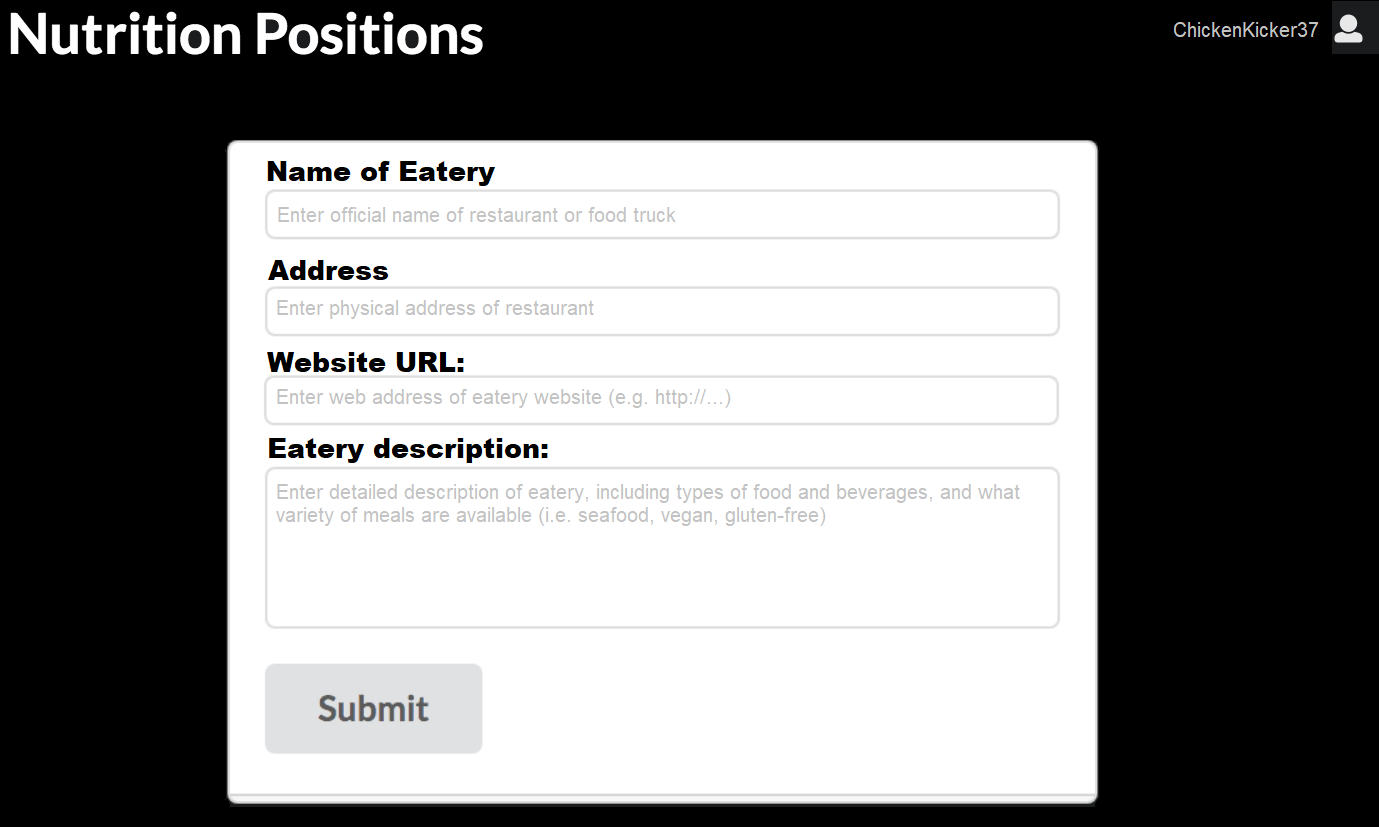 Nutrition Positions
ChickenKicker37
Name of Eatery
Enter official name of restaurant or food truck
Address
Enter physical address of restaurant
Website URL:
Enter web address of eatery website (e.g. http://...)
Eatery description:
Enter detailed description of eatery, including types of food and beverages, and what
variety of meals are available (i.e. seafood, vegan, gluten-free)
Submit